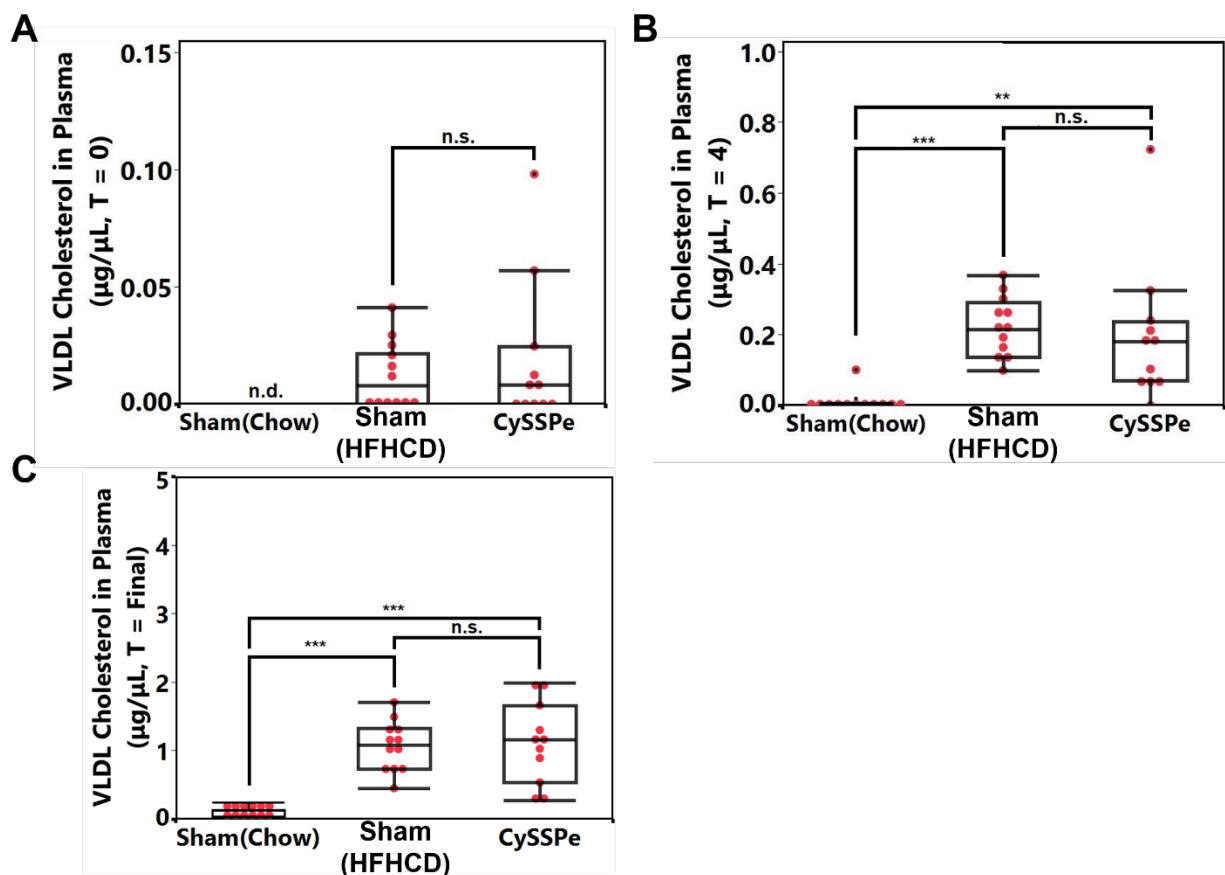 A
VLDL Cholesterol in Plasma
(µg/µL, T = 0)
0.15
0.10
0.05
0.00
n.s.
n.d.
Sham(Chow)
Sham
(HFHCD)
CySSPe
B
VLDL Cholesterol in Plasma
(µg/µL, T = 4)
1.0
0.8
0.6
0.4
0.2
0.0
**
n.s.
***
Sham(Chow)
Sham
(HFHCD)
CySSPe
C
VLDL Cholesterol in Plasma
(µg/µL, T = Final)
5
4
3
2
1
0
***
n.s.
***
Sham(Chow)
Sham
(HFHCD)
CySSPe